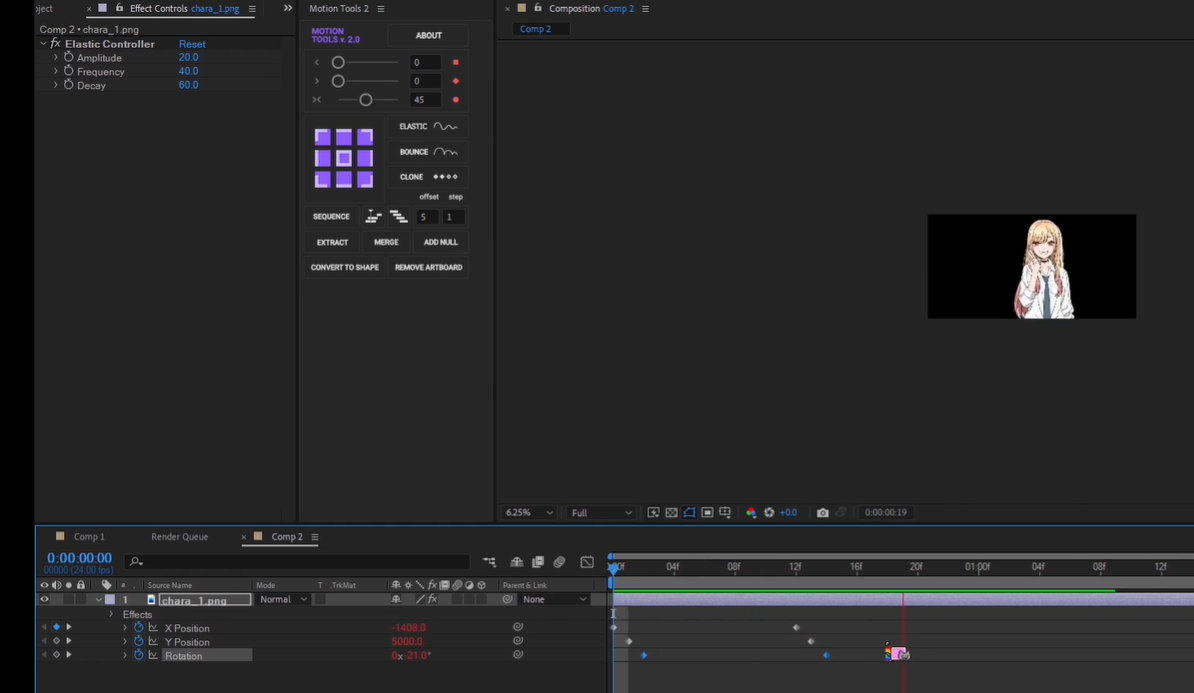 oject
× Effect Controls chara_1.png ≡ »
Comp 2 • chara_1.png
fx Elastic Controller Reset
Amplitude 20.0
Frequency 40.0
Decay 60.0
Motion Tools 2 ≡
MOTION
TOOLS v. 2.0
ABOUT
0
0
45
ELASTIC
BOUNCE
CLONE
offset step
SEQUENCE 5 1
EXTRACT MERGE ADD NULL
CONVERT TO SHAPE REMOVE ARTBOARD
× Composition Comp 2 ≡
Comp 2
6.25% Full +0.0 0:00:00:19
Comp 1 Render Queue × Comp 2 ≡
0:00:00:00
00000 (24.00 fps)
# Source Name Mode T .TrkMat fx Parent & Link
1 chara_1.png Normal fx None
Effects
X Position -1408.0
Y Position 5000.0
Rotation 0x-21.0°
:00f 04f 08f 12f 16f 20f 01:00f 04f 08f 12f